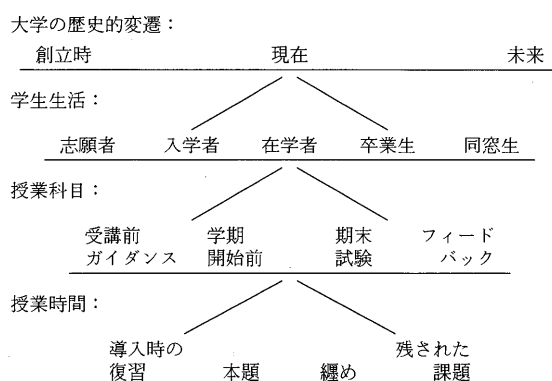 大学の歴史的変遷：
創立時 現在 未来
学生生活：
志願者 入学者 在学者 卒業生 同窓生
授業科目：
受講前 学期 期末 フィード
ガイダンス 開始前 試験 バック
授業時間：
導入時の 残された
復習 本題 纏め 課題